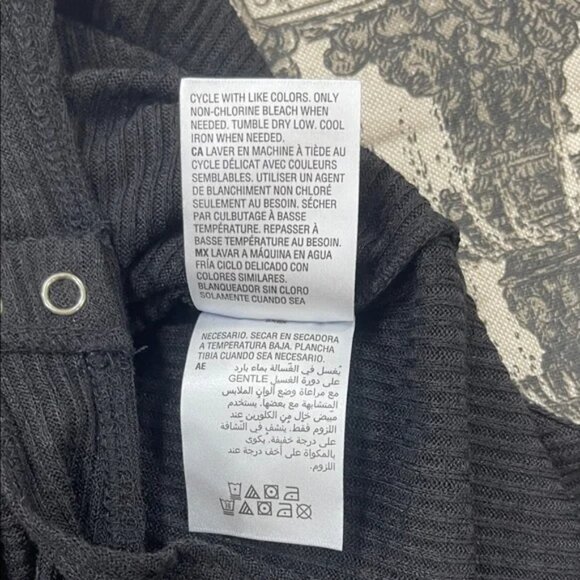 CYCLE WITH LIKE COLORS. ONLY
NON-CHLORINE BLEACH WHEN
NEEDED. TUMBLE DRY LOW. COOL
IRON WHEN NEEDED.
CA LAVER EN MACHINE À TIÈDE AU
CYCLE DÉLICAT AVEC COULEURS
SEMBLABLES. UTILISER UN AGENT
DE BLANCHIMENT NON CHLORÉ
SEULEMENT AU BESOIN. SÉCHER
PAR CULBUTAGE À BASSE
TEMPÉRATURE. REPASSER À
BASSE TEMPÉRATURE AU BESOIN.
MX LAVAR A MÁQUINA EN AGUA
FRÍA CICLO DELICADO CON
COLORES SIMILARES.
BLANQUEADOR SIN CLORO
SOLAMENTE CUANDO SEA
NECESARIO. SECAR EN SECADORA
A TEMPERATURA BAJA. PLANCHA
TIBIA CUANDO SEA NECESARIO.
AE يُغسل في الغسالة بماء بارد
على دورة الغسيل GENTLE
مع مراعاة وضع ألوان الملابس
المتشابهة مع بعضها. يستخدم
مبيض خالٍ من الكلورين عند
اللزوم فقط. ينشف في النشافة
على درجة خفيفة. يكوى
بالمكواة على أخف درجة عند
اللزوم.